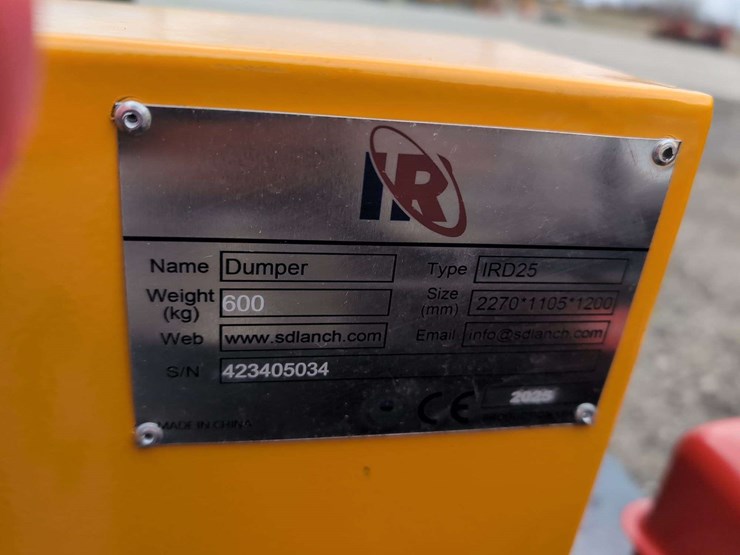 IR
Name Dumper Type IRD25
Weight (kg) 600 Size (mm) 2270*1105*1200
Web www.sdlanch.com Email info@sdlanch.com
S/N 423405034
MADE IN CHINA CE 2025